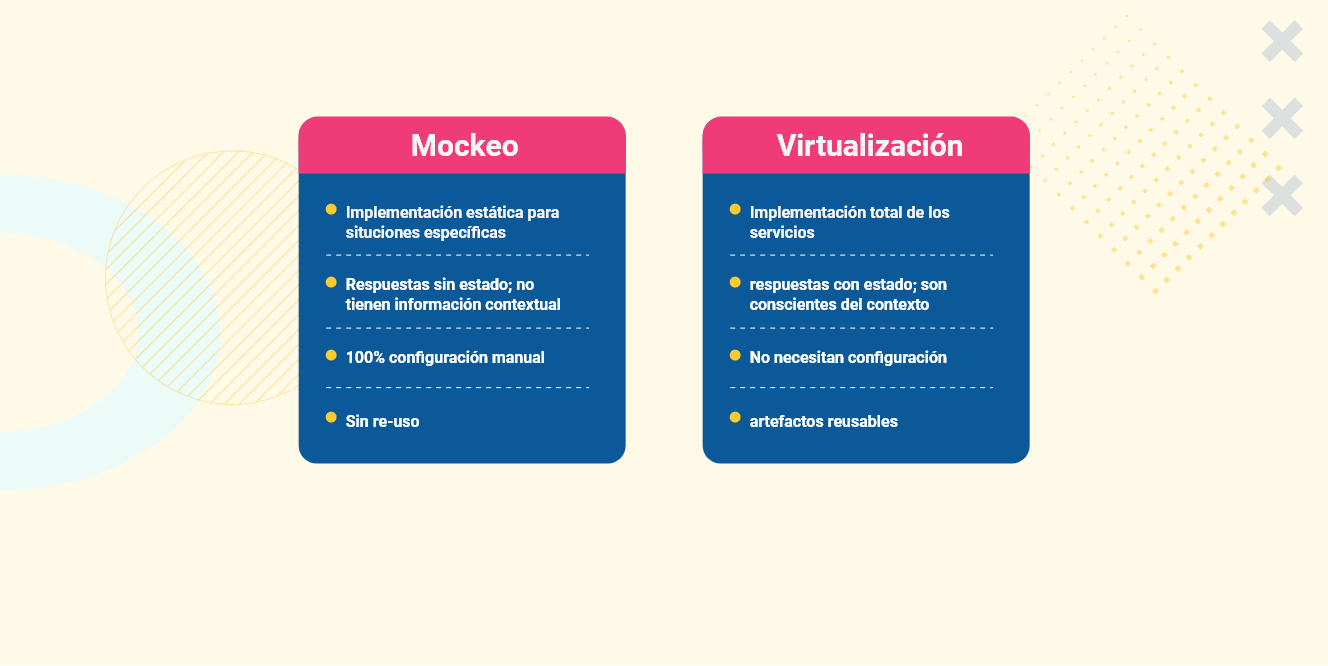 Mockeo
Implementación estática para
situciones específicas
Respuestas sin estado; no
tienen información contextual
100% configuración manual
Sin re-uso
Virtualización
Implementación total de los
servicios
respuestas con estado; son
conscientes del contexto
No necesitan configuración
artefactos reusables